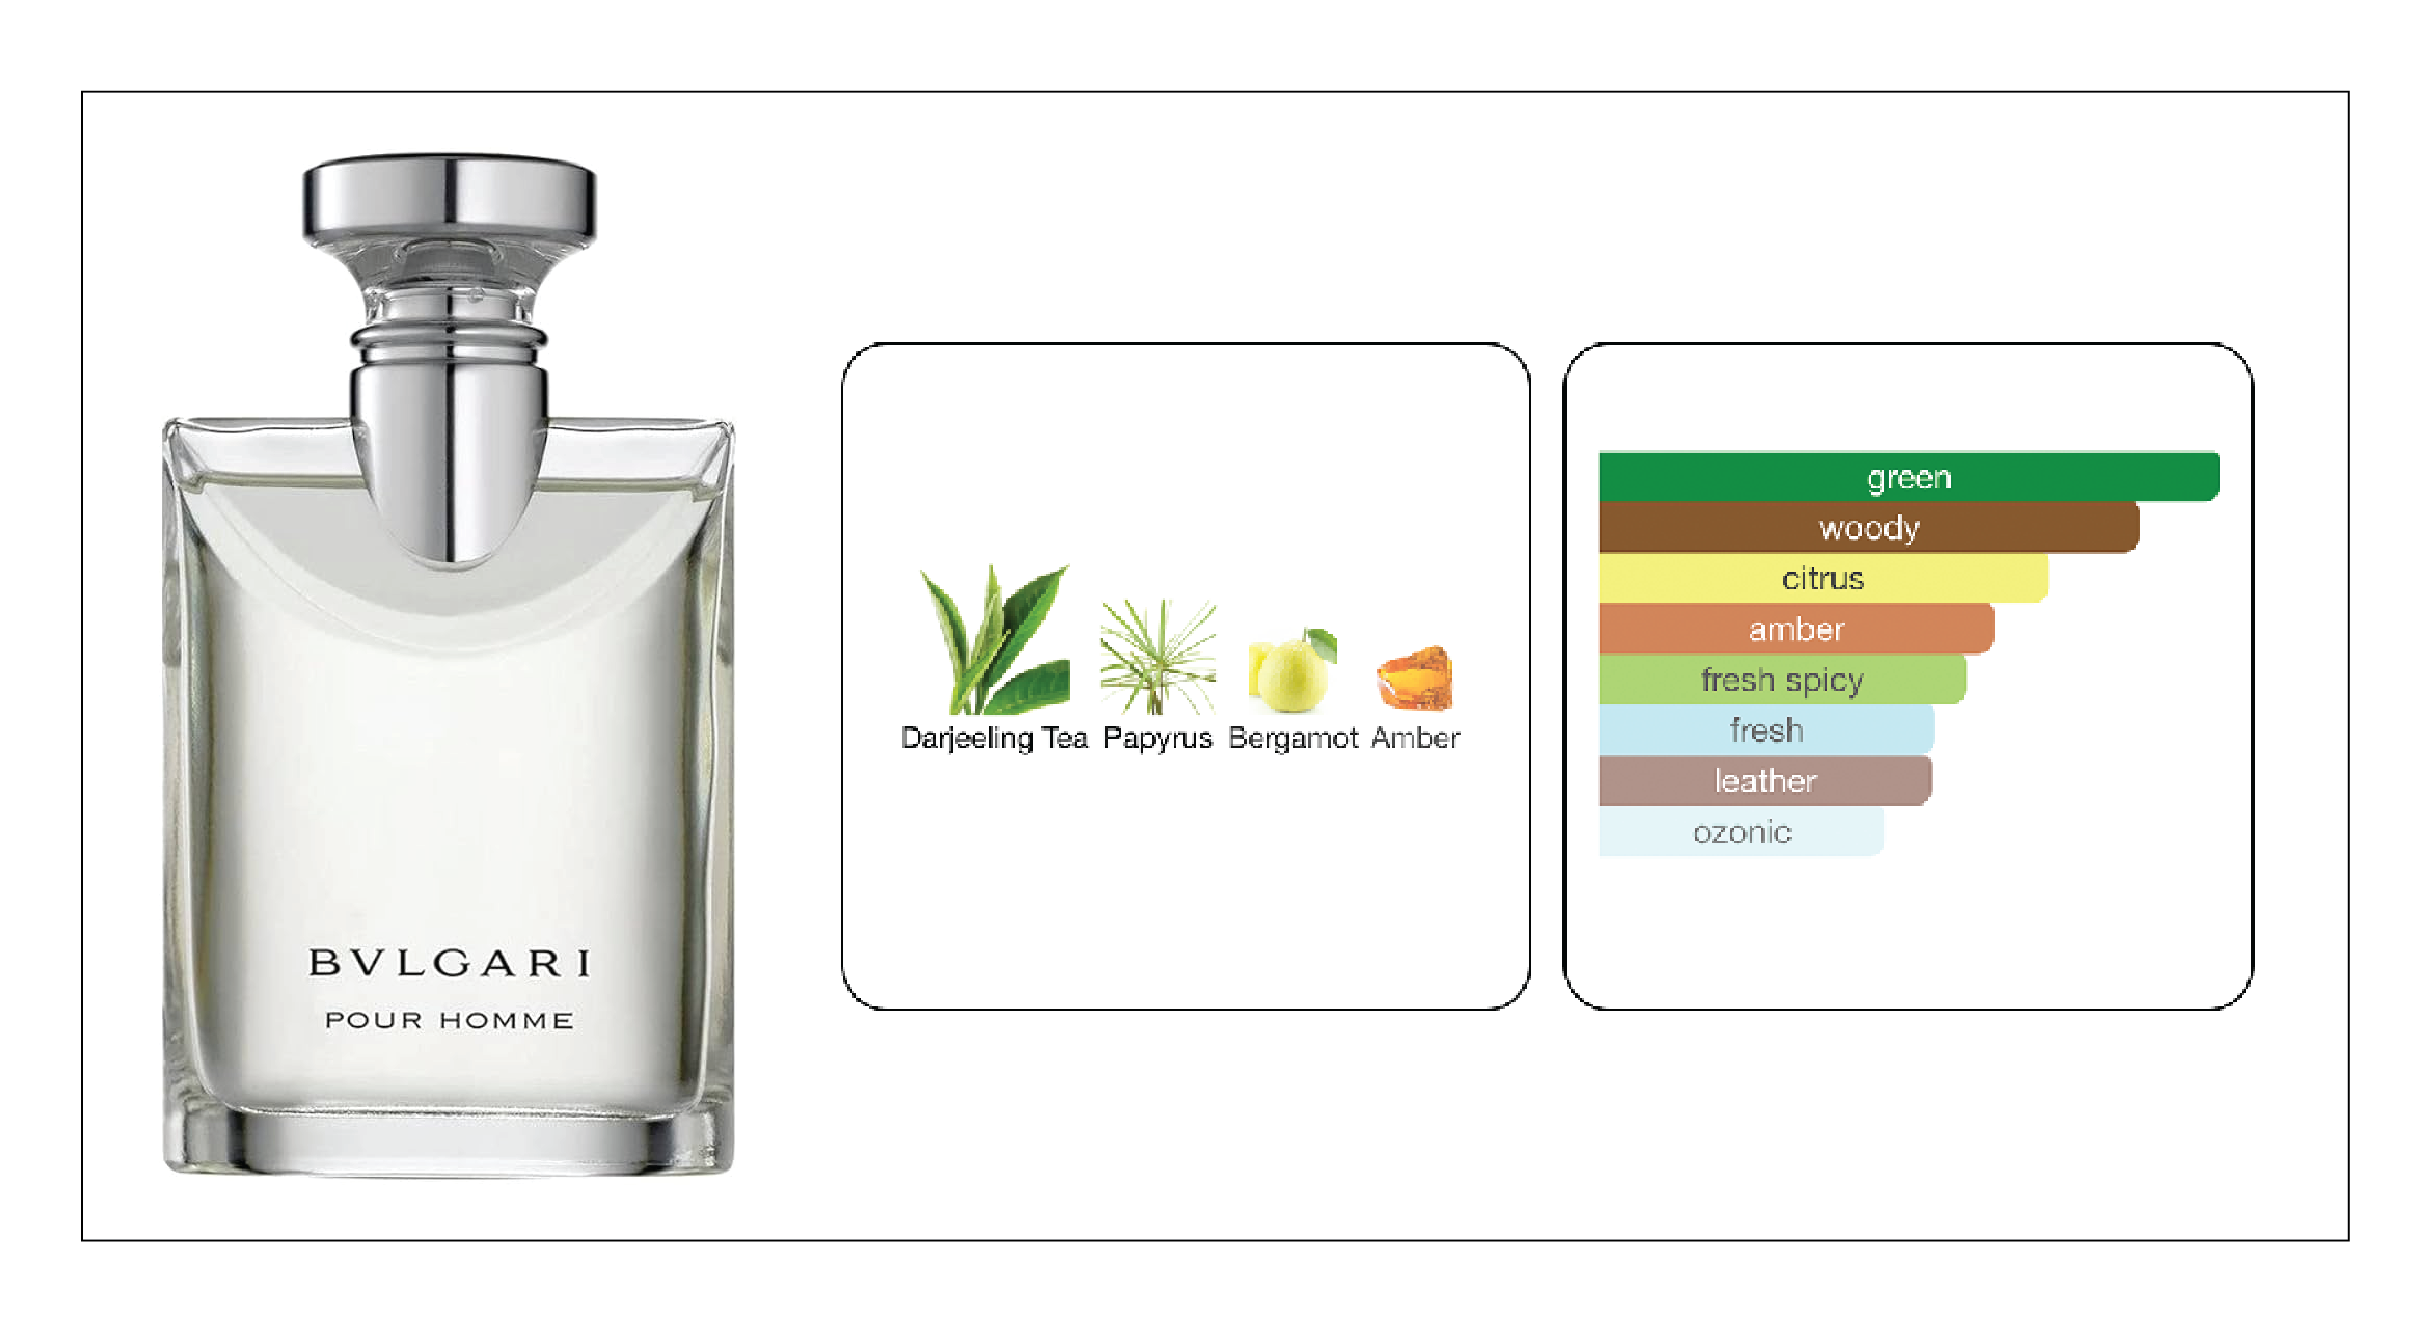 BVLGARI
POUR HOMME
Darjeeling Tea Papyrus Bergamot Amber
green
woody
citrus
amber
fresh spicy
fresh
leather
ozonic